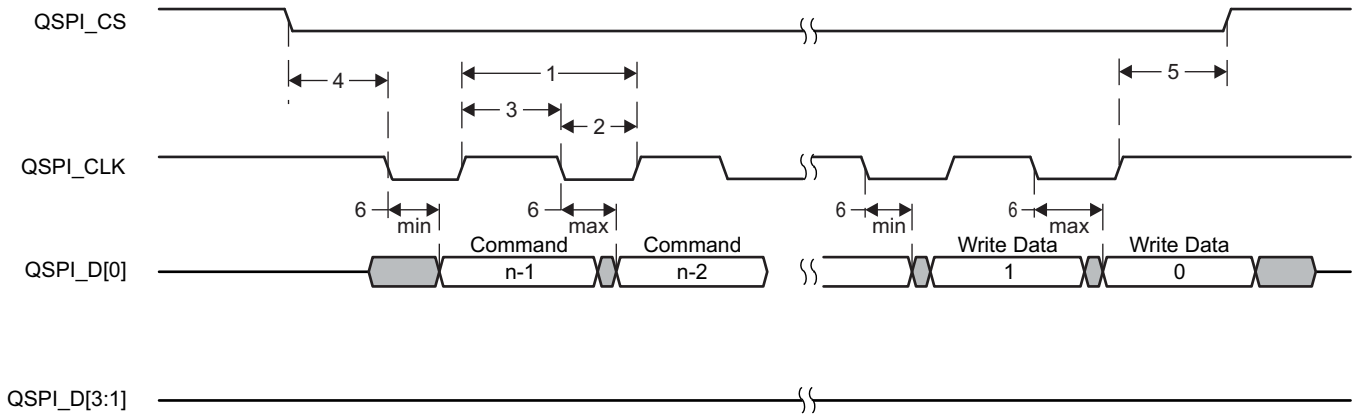 QSPI_CS
4
1
5
3
2
QSPI_CLK
6
min
6
max
6
min
6
max
Command
Command
Write Data
Write Data
QSPI_D[0]
n-1
n-2
1
0
QSPI_D[3:1]